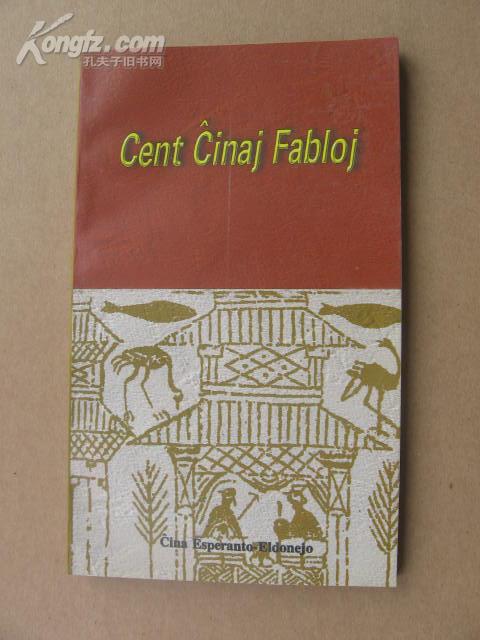 Kongfz.com
孔夫子旧书网
Cent Ĉinaj Fabloj
Ĉina Esperanto-Eldonejo